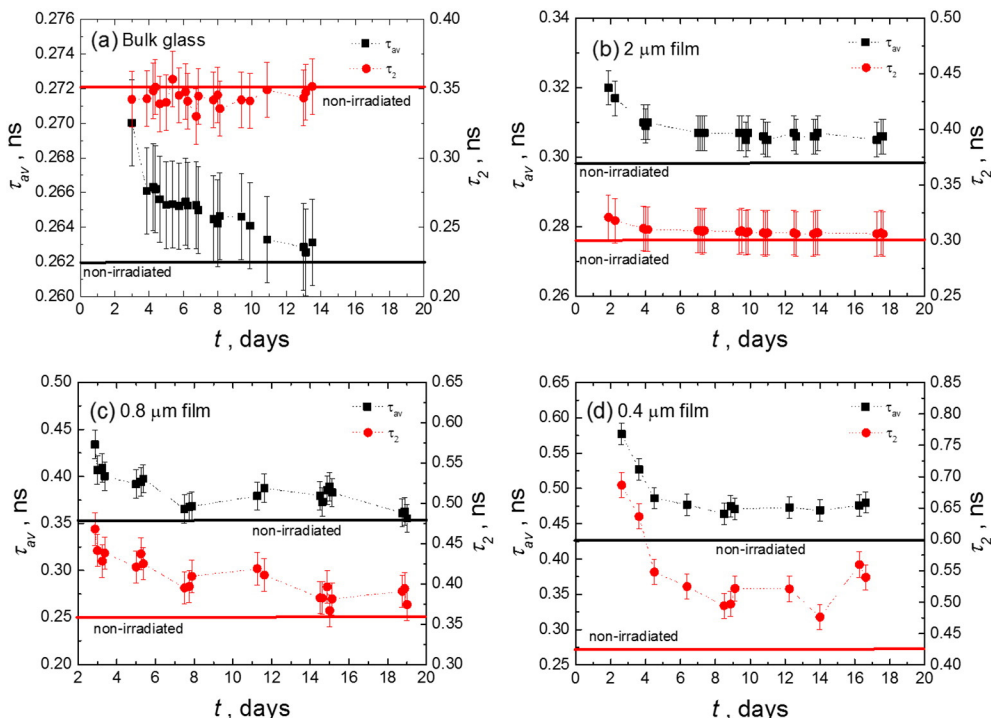 (a) Bulk glass
τav
τ2
non-irradiated
non-irradiated
0.276
0.274
0.272
0.270
0.268
0.266
0.264
0.262
0.260
0.40
0.35
0.30
0.25
0.20
0 2 4 6 8 10 12 14 16 18 20
τav, ns
τ2, ns
t, days
(b) 2 μm film
τav
τ2
non-irradiated
non-irradiated
0.34
0.32
0.30
0.28
0.26
0.50
0.45
0.40
0.35
0.30
0.25
0 2 4 6 8 10 12 14 16 18 20
τav, ns
τ2, ns
t, days
(c) 0.8 μm film
τav
τ2
non-irradiated
non-irradiated
0.50
0.45
0.40
0.35
0.30
0.25
0.20
0.65
0.60
0.55
0.50
0.45
0.40
0.35
0.30
2 4 6 8 10 12 14 16 18 20
τav, ns
τ2, ns
t, days
(d) 0.4 μm film
τav
τ2
non-irradiated
non-irradiated
0.65
0.60
0.55
0.50
0.45
0.40
0.35
0.30
0.25
0.85
0.80
0.75
0.70
0.65
0.60
0.55
0.50
0.45
0.40
0 2 4 6 8 10 12 14 16 18 20
τav, ns
τ2, ns
t, days